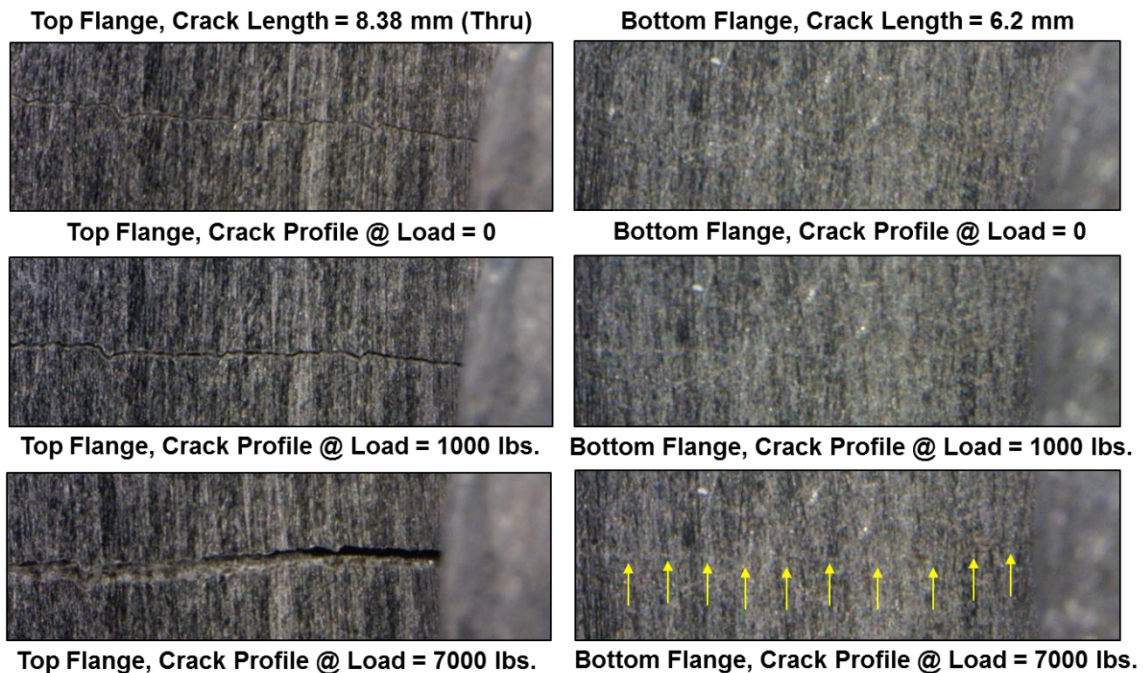 Top Flange, Crack Length = 8.38 mm (Thru)
Bottom Flange, Crack Length = 6.2 mm
Top Flange, Crack Profile @ Load = 0
Bottom Flange, Crack Profile @ Load = 0
Top Flange, Crack Profile @ Load = 1000 lbs.
Bottom Flange, Crack Profile @ Load = 1000 lbs.
Top Flange, Crack Profile @ Load = 7000 lbs.
Bottom Flange, Crack Profile @ Load = 7000 lbs.